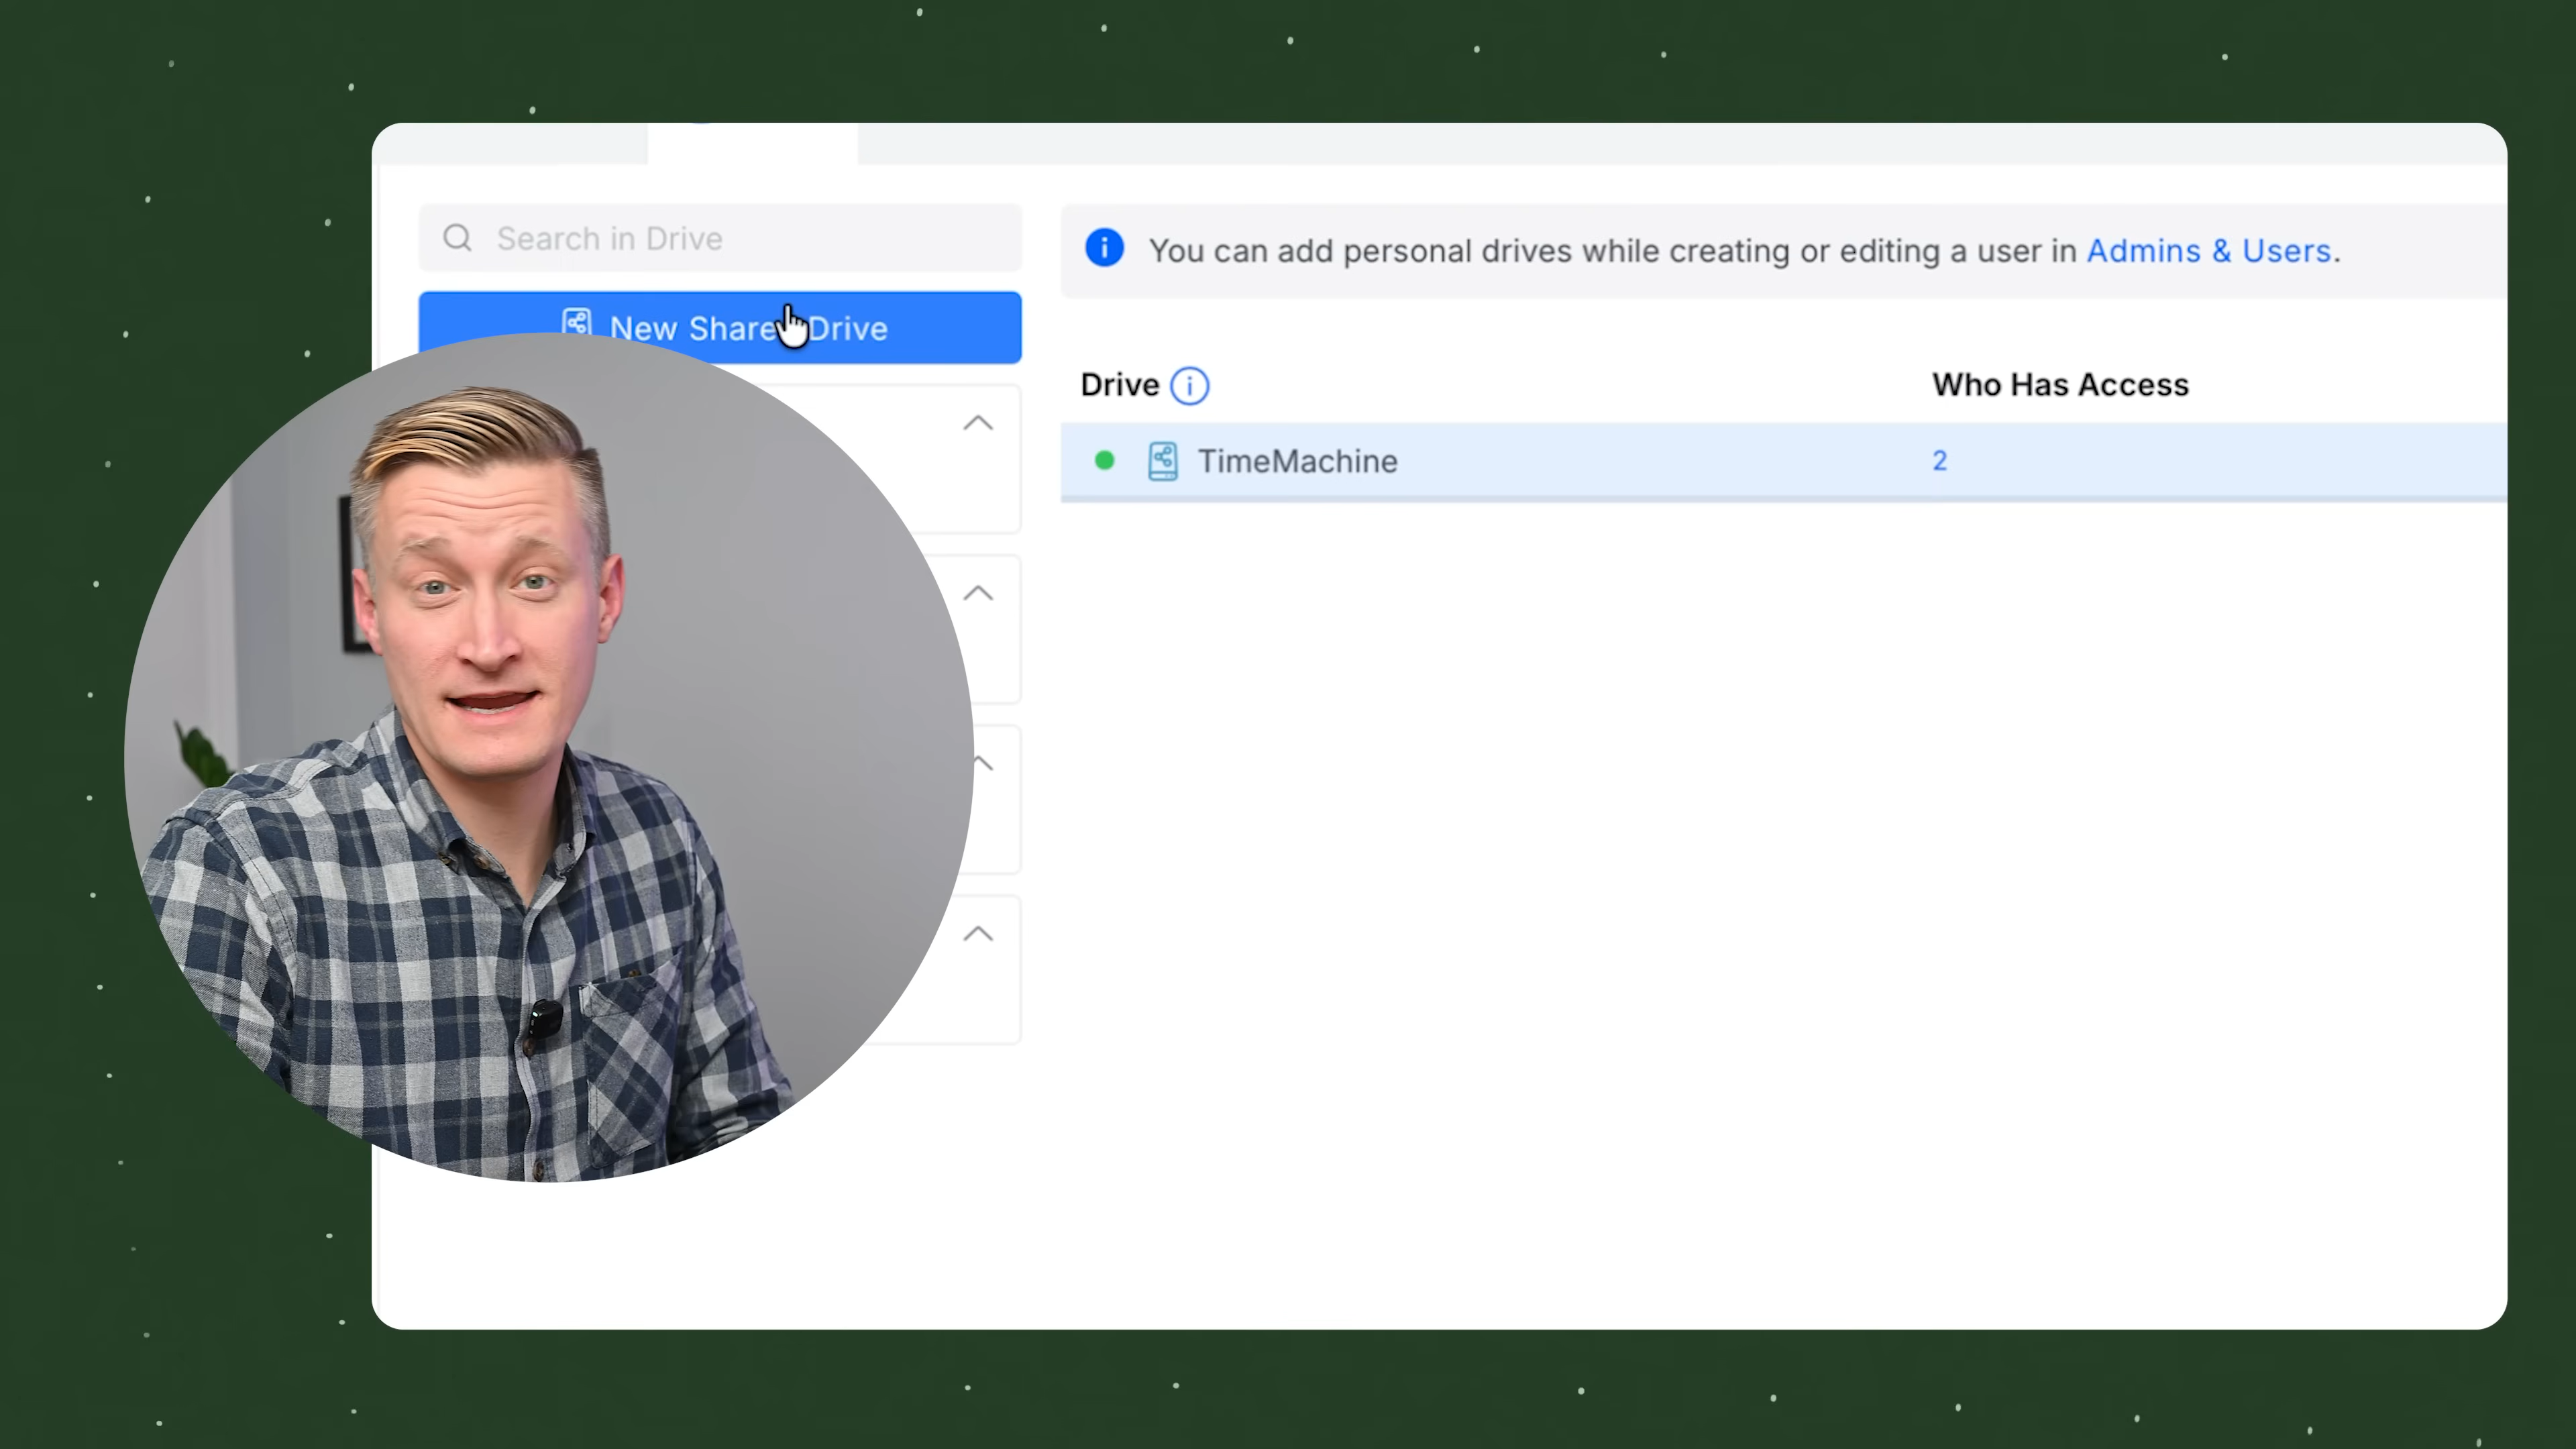 Search in Drive
You can add personal drives while creating or editing a user in Admins & Users.
New Shared Drive
Drive
Who Has Access
TimeMachine
2